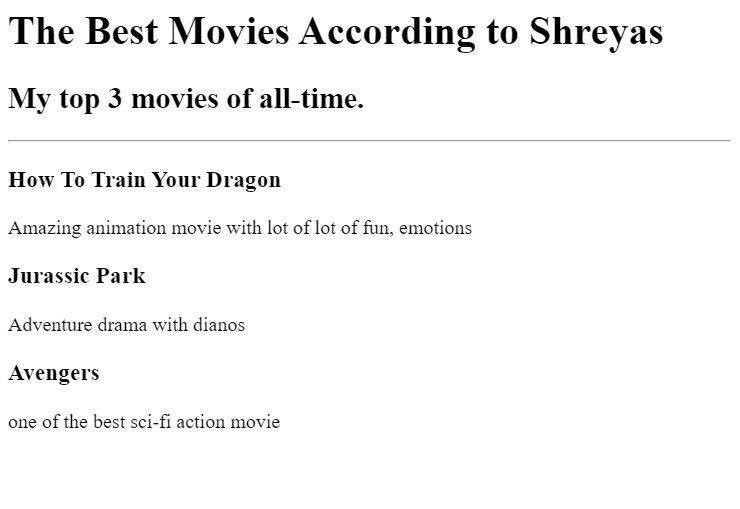 The Best Movies According to Shreyas
My top 3 movies of all-time.
How To Train Your Dragon
Amazing animation movie with lot of lot of fun, emotions
Jurassic Park
Adventure drama with dianos
Avengers
one of the best sci-fi action movie